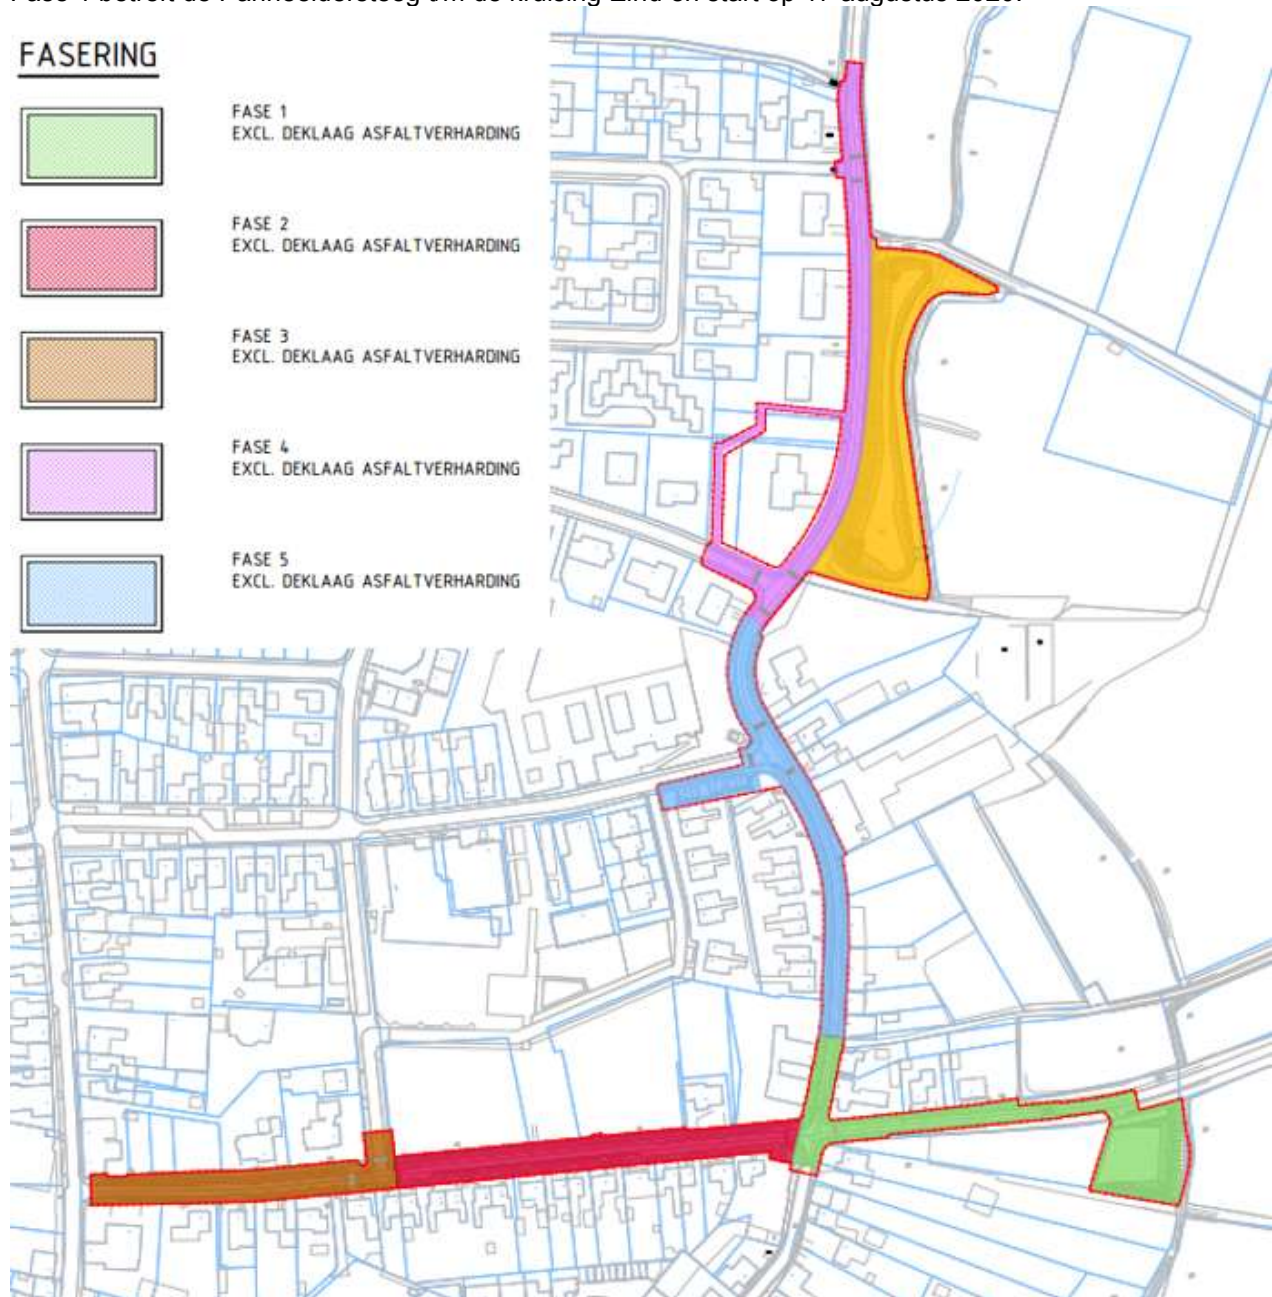 FASERING
FASE 1
EXCL. DEKLAAG ASFALTVERHARDING
FASE 2
EXCL. DEKLAAG ASFALTVERHARDING
FASE 3
EXCL. DEKLAAG ASFALTVERHARDING
FASE 4
EXCL. DEKLAAG ASFALTVERHARDING
FASE 5
EXCL. DEKLAAG ASFALTVERHARDING